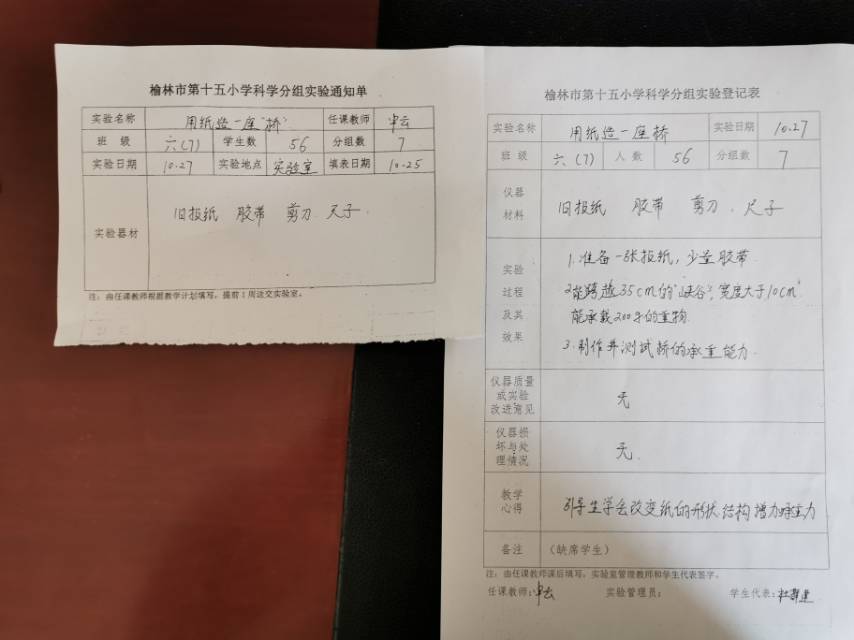 榆林市第十五小学科学分组实验通知单
实验名称 用纸造一座"桥" 任课教师
班 级 六(7) 学生数 56 分组数 7
实验日期 10.27 实验地点 实验室 填表日期 10.25
实验器材 旧报纸 胶带 剪刀 尺子.
注:由任课教师根据教学计划填写,提前1周送交实验室。
榆林市第十五小学科学分组实验登记表
实验名称 用纸造一座桥 实验日期 10.27
班 级 六(7) 人 数 56 分组数 7
仪器
材料
旧报纸 胶带 剪刀 、尺子
实验
过程
及其
效果
1.准备一张报纸,少量胶带
2.能跨越35cm的"峡谷",宽度大于10cm,
能承载200克的重物
3.制作并测试桥的承重能力.
仪器质量
或实验
改进意见
无
仪器损
坏与处
理情况
无.
教学
心得
引导生学会改变纸的形状结构增力承重力
备注 (缺席学生)
注:由任课教师课后填写,实验室管理教师和学生代表签字。
任课教师: 实验管理员: 学生代表: